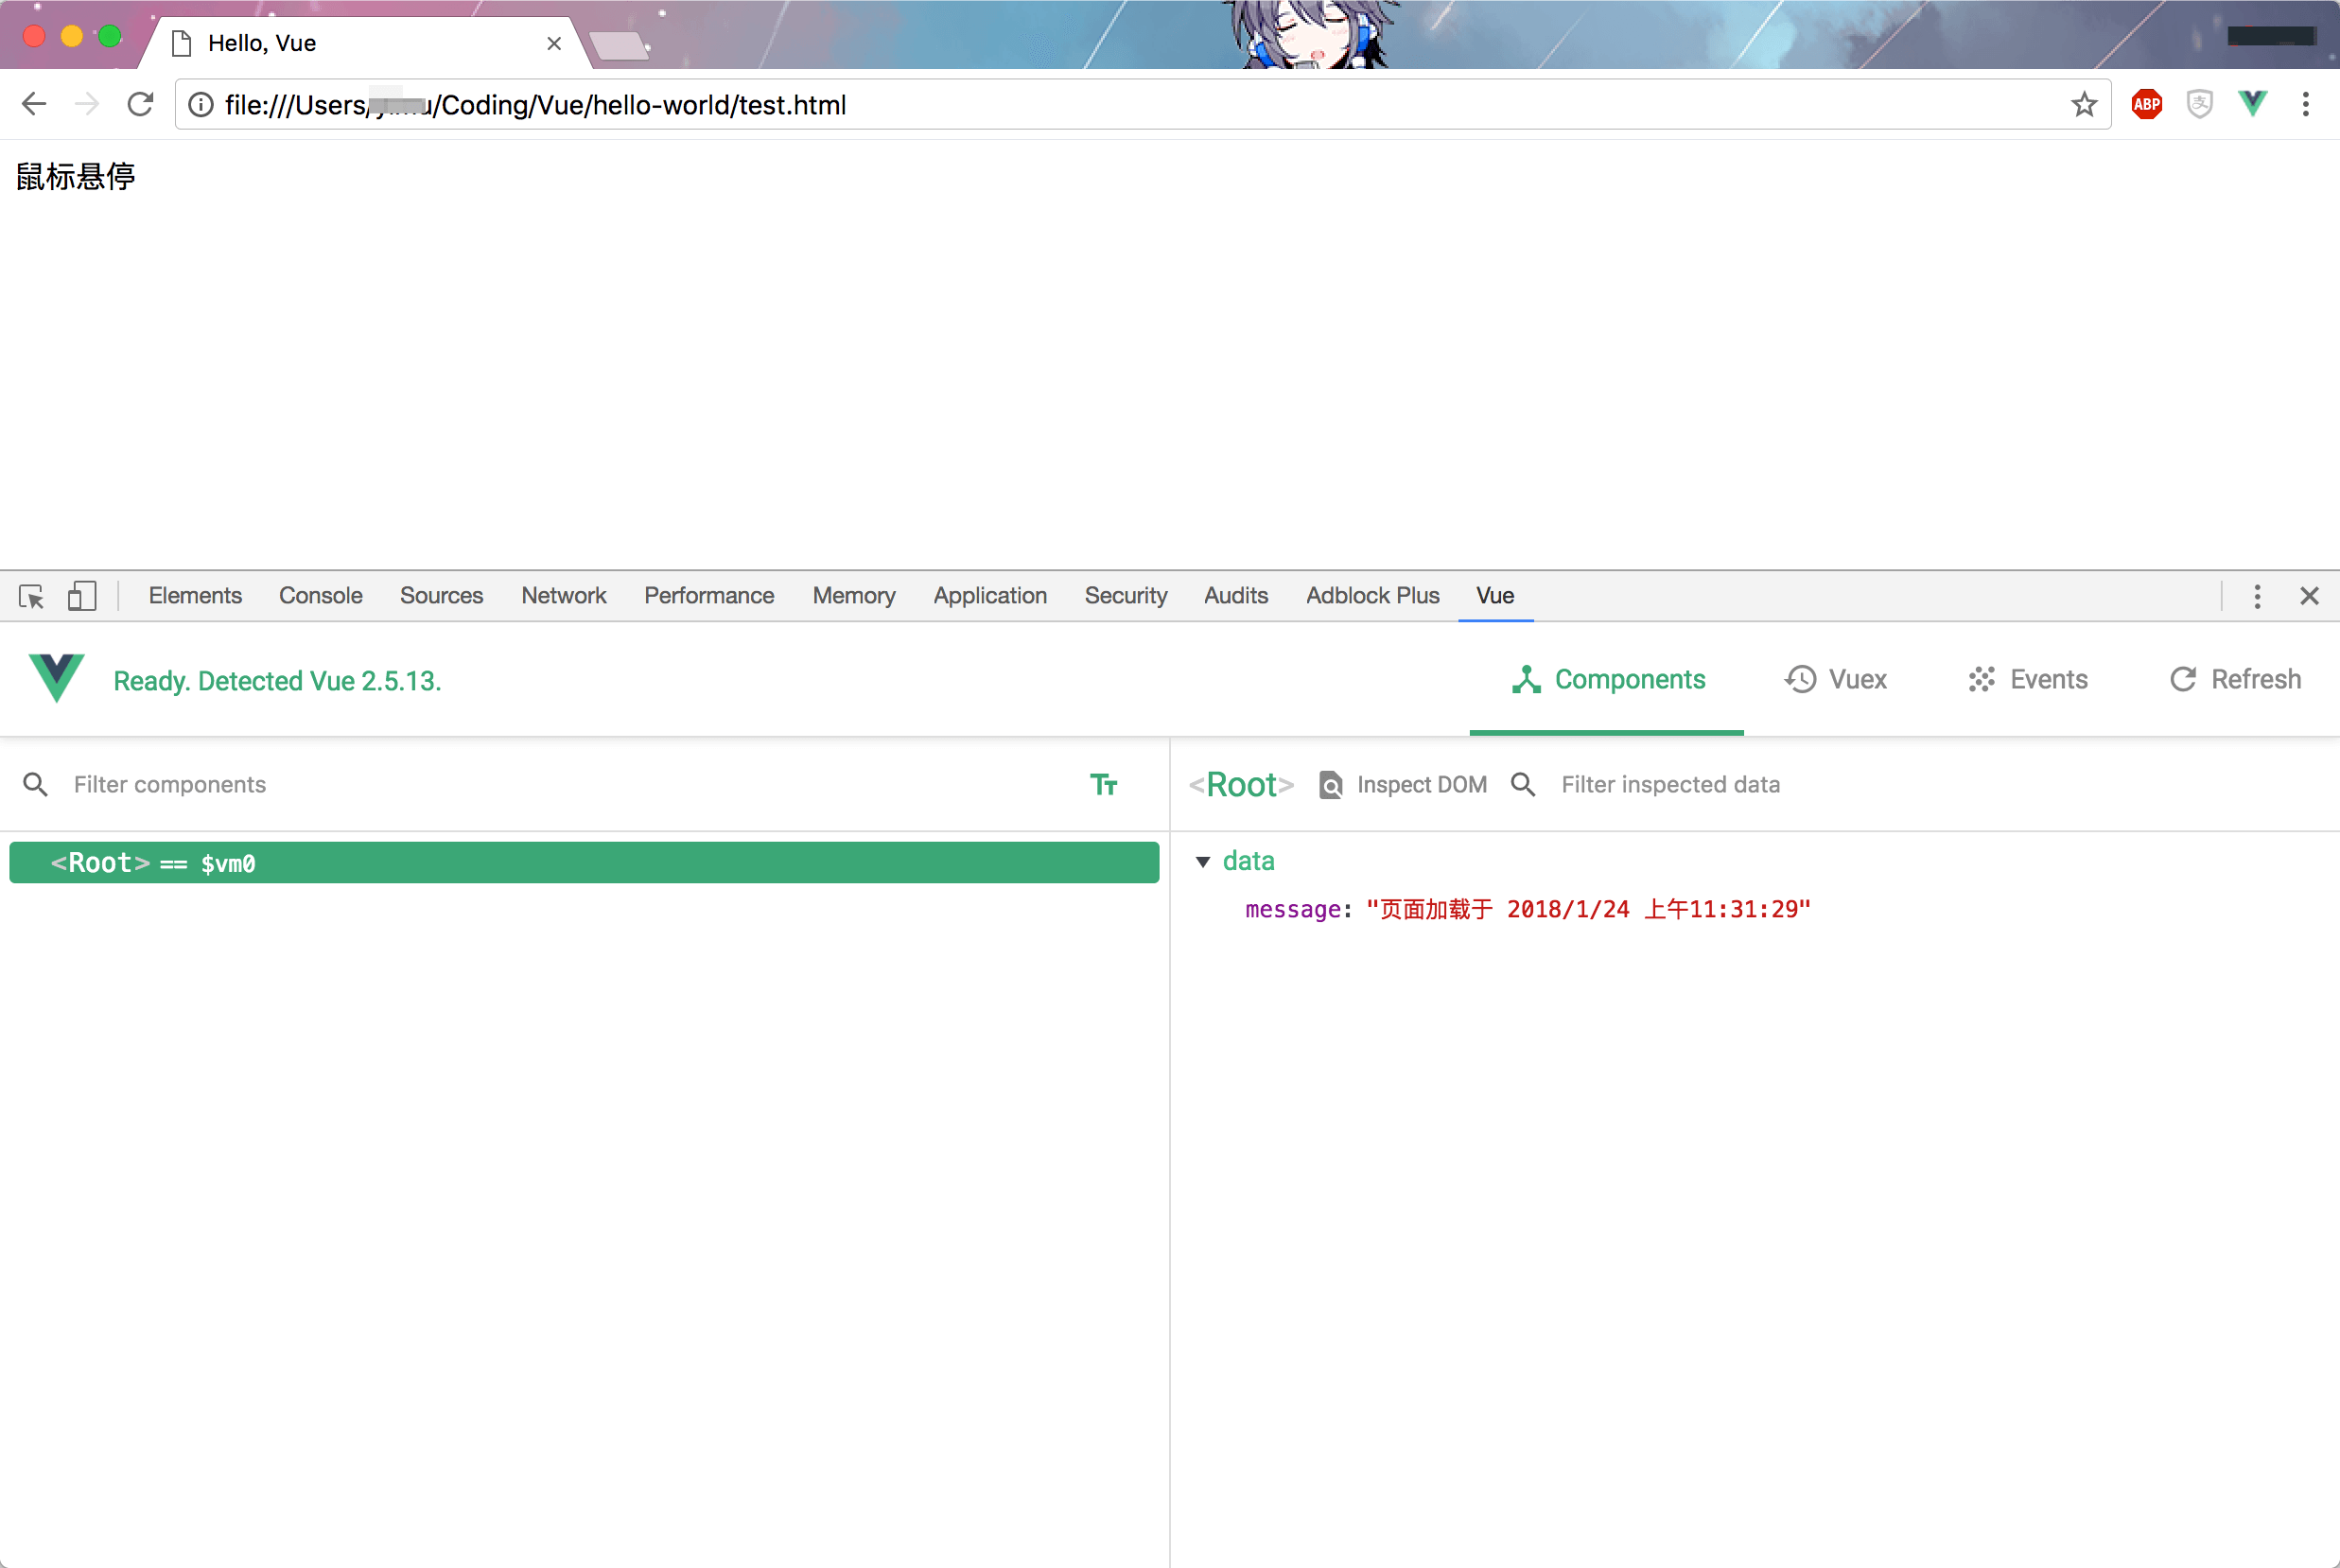 Hello, Vue
file:///Users/ /Coding/Vue/hello-world/test.html
ABP
支
鼠标悬停
Elements Console Sources Network Performance Memory Application Security Audits Adblock Plus Vue
Ready. Detected Vue 2.5.13.
Components Vuex Events Refresh
Filter components
Tт
<Root> Inspect DOM Filter inspected data
<Root> == $vm0
data
message: "页面加载于 2018/1/24 上午11:31:29"